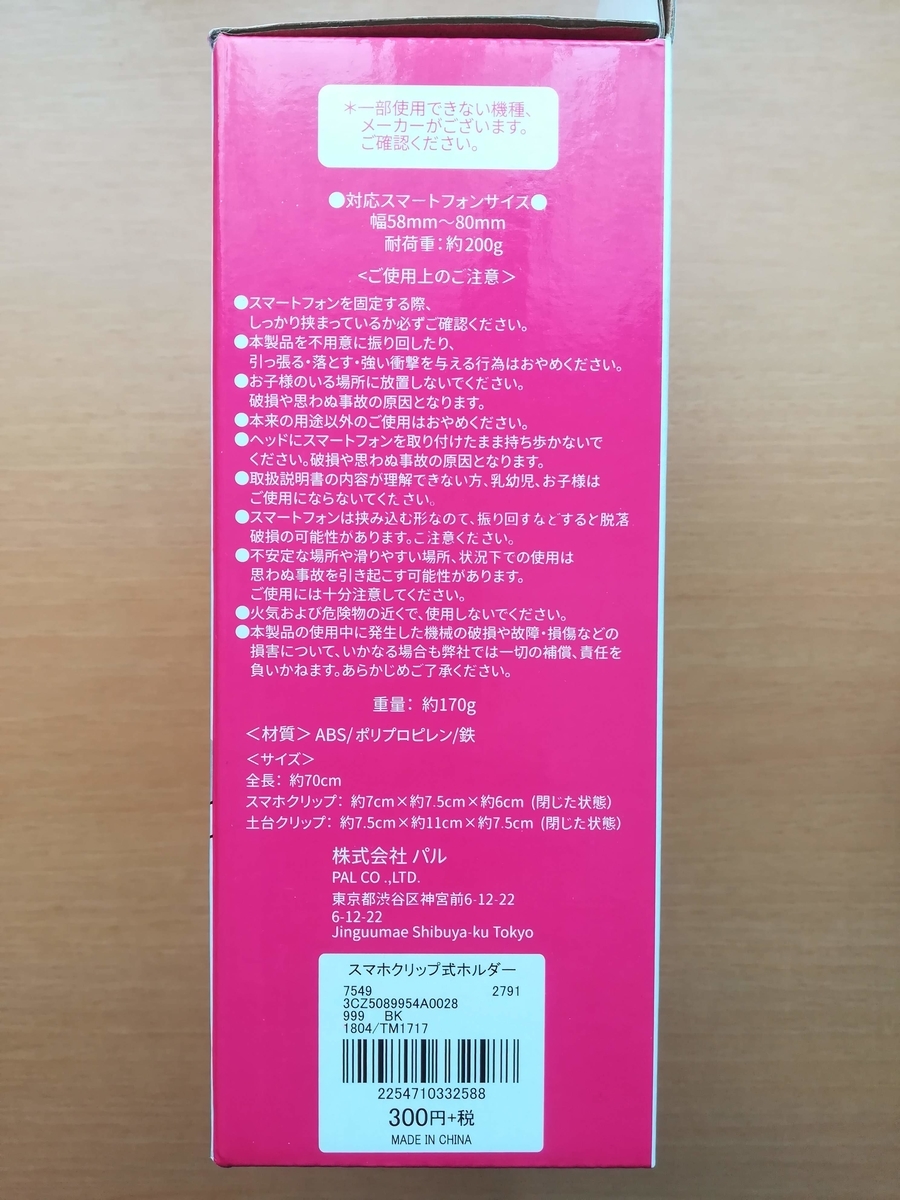 ＊一部使用できない機種、
メーカーがございます。
ご確認ください。
●対応スマートフォンサイズ●
幅58mm～80mm
耐荷重：約200g
＜ご使用上のご注意＞
●スマートフォンを固定する際、
しっかり挟まっているか必ずご確認ください。
●本製品を不用意に振り回したり、
引っ張る・落とす・強い衝撃を与える行為はおやめください。
●お子様のいる場所に放置しないでください。
破損や思わぬ事故の原因となります。
●本来の用途以外のご使用はおやめください。
●ヘッドにスマートフォンを取り付けたまま持ち歩かないで
ください。破損や思わぬ事故の原因となります。
●取扱説明書の内容が理解できない方、乳幼児、お子様は
ご使用にならないでください。
●スマートフォンは挟み込む形なので、振り回すなどすると脱落、
破損の可能性があります。ご注意ください。
●不安定な場所や滑りやすい場所、状況下での使用は
思わぬ事故を引き起こす可能性があります。
ご使用には十分注意してください。
●火気および危険物の近くで、使用しないでください。
●本製品の使用中に発生した機械の破損や故障・損傷などの
損害について、いかなる場合も弊社では一切の補償、責任を
負いかねます。あらかじめご了承ください。
重量： 約170g
＜材質＞ABS/ポリプロピレン/鉄
＜サイズ＞
全長： 約70cm
スマホクリップ： 約7cm×約7.5cm×約6cm (閉じた状態)
土台クリップ： 約7.5cm×約11cm×約7.5cm (閉じた状態)
株式会社 パル
PAL CO .,LTD.
東京都渋谷区神宮前6-12-22
6-12-22
Jinguumae Shibuya-ku Tokyo
スマホクリップ式ホルダー
7549 2791
3CZ5089954A0028
999 BK
1804/TM1717
2254710332588
300円+税
MADE IN CHINA